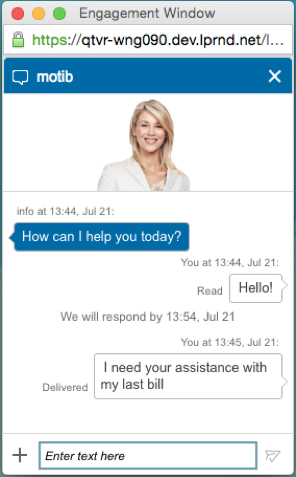 Engagement Window
https://qtvr-wng090.dev.lprnd.net/l...
motib
info at 13:44, Jul 21:
How can I help you today?
You at 13:44, Jul 21:
Read
Hello!
We will respond by 13:54, Jul 21
You at 13:45, Jul 21:
I need your assistance with
Delivered
my last bill
Enter text here